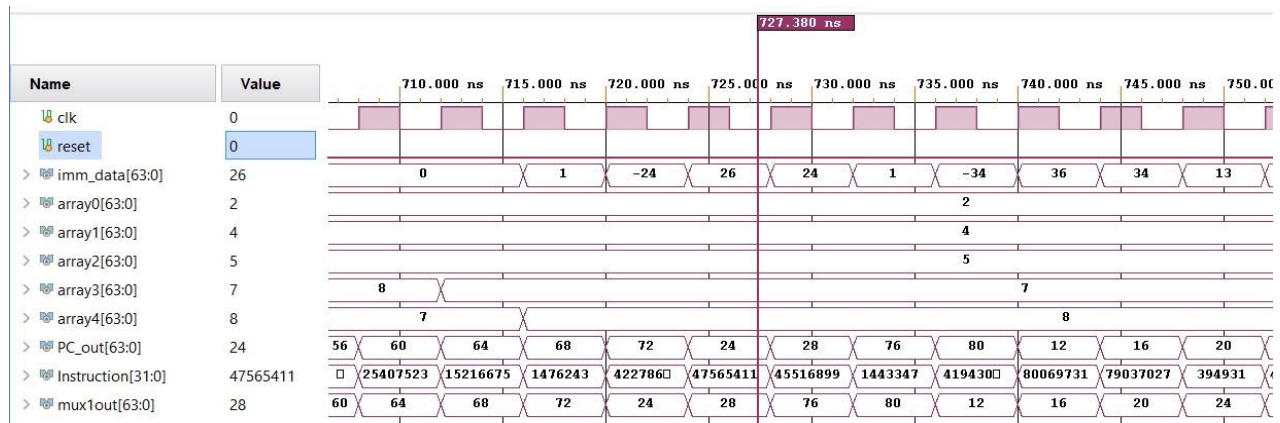 727.380 ns
Name Value 710.000 ns 715.000 ns 720.000 ns 725.000 ns 730.000 ns 735.000 ns 740.000 ns 745.000 ns 750.00
clk 0
reset 0
imm_data[63:0] 26 0 1 -24 26 24 1 -34 36 34 13
array0[63:0] 2 2
array1[63:0] 4 4
array2[63:0] 5 5
array3[63:0] 7 8 7
array4[63:0] 8 7 8
PC_out[63:0] 24 56 60 64 68 72 24 28 76 80 12 16 20
Instruction[31:0] 47565411 □ 25407523 15216675 1476243 422786□ 47565411 45516899 1443347 419430□ 80069731 79037027 394931
mux1out[63:0] 28 60 64 68 72 24 28 76 80 12 16 20 24